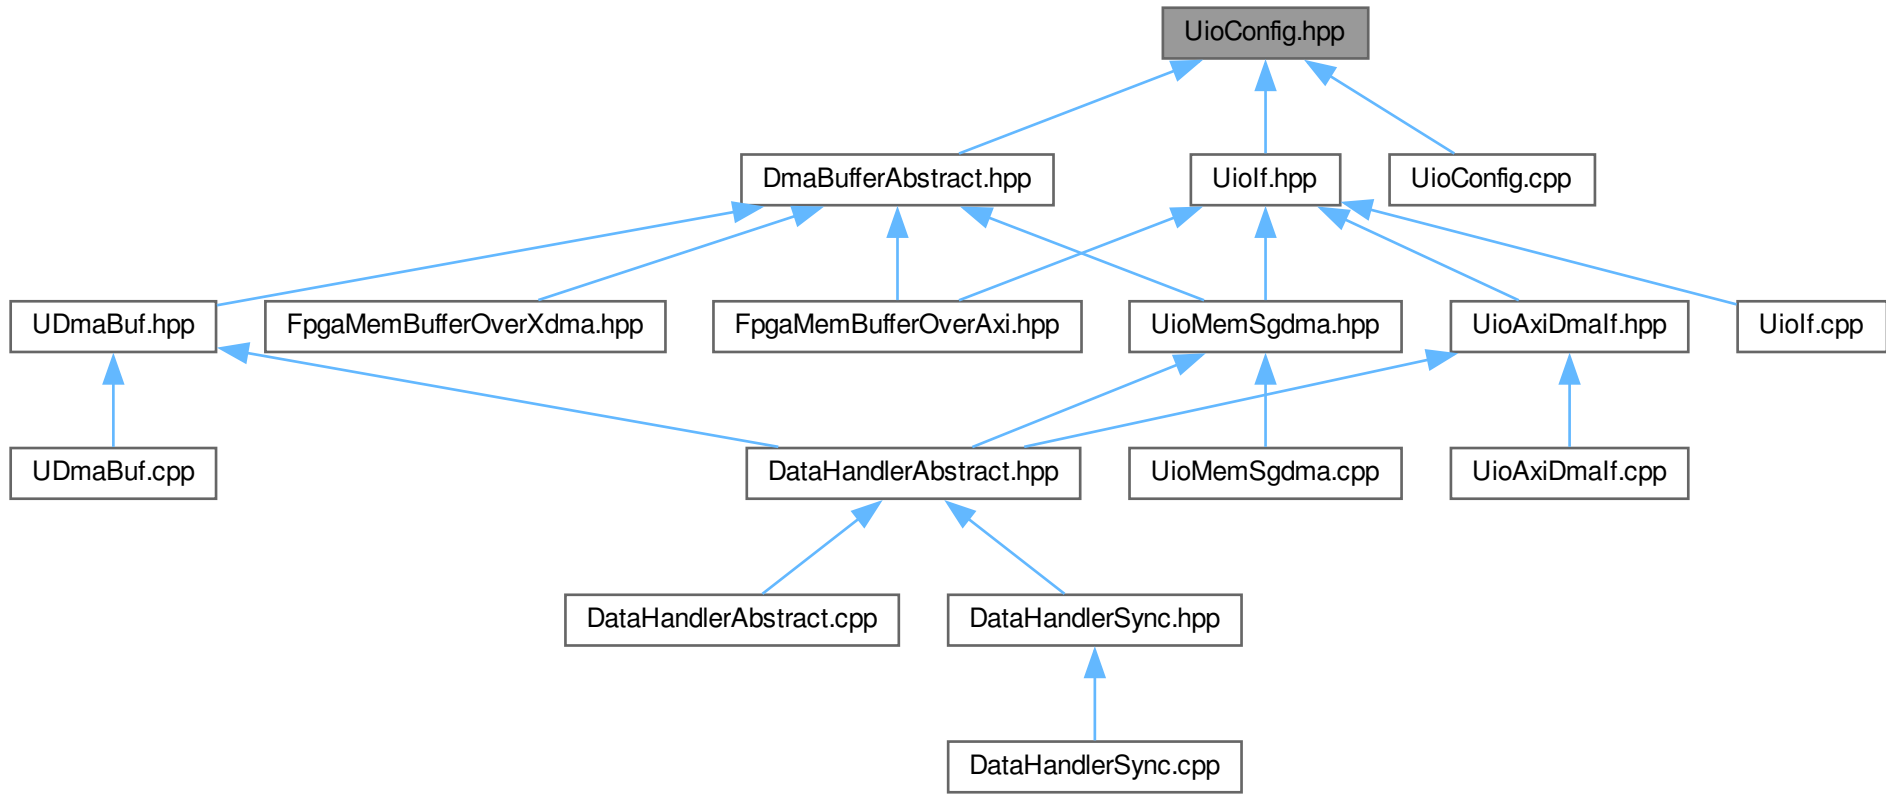 UioConfig.hpp
DmaBufferAbstract.hpp
UioIf.hpp
UioConfig.cpp
UDmaBuf.hpp
FpgaMemBufferOverXdma.hpp
FpgaMemBufferOverAxi.hpp
UioMemSgdma.hpp
UioAxiDmaIf.hpp
UioIf.cpp
UDmaBuf.cpp
DataHandlerAbstract.hpp
UioMemSgdma.cpp
UioAxiDmaIf.cpp
DataHandlerAbstract.cpp
DataHandlerSync.hpp
DataHandlerSync.cpp